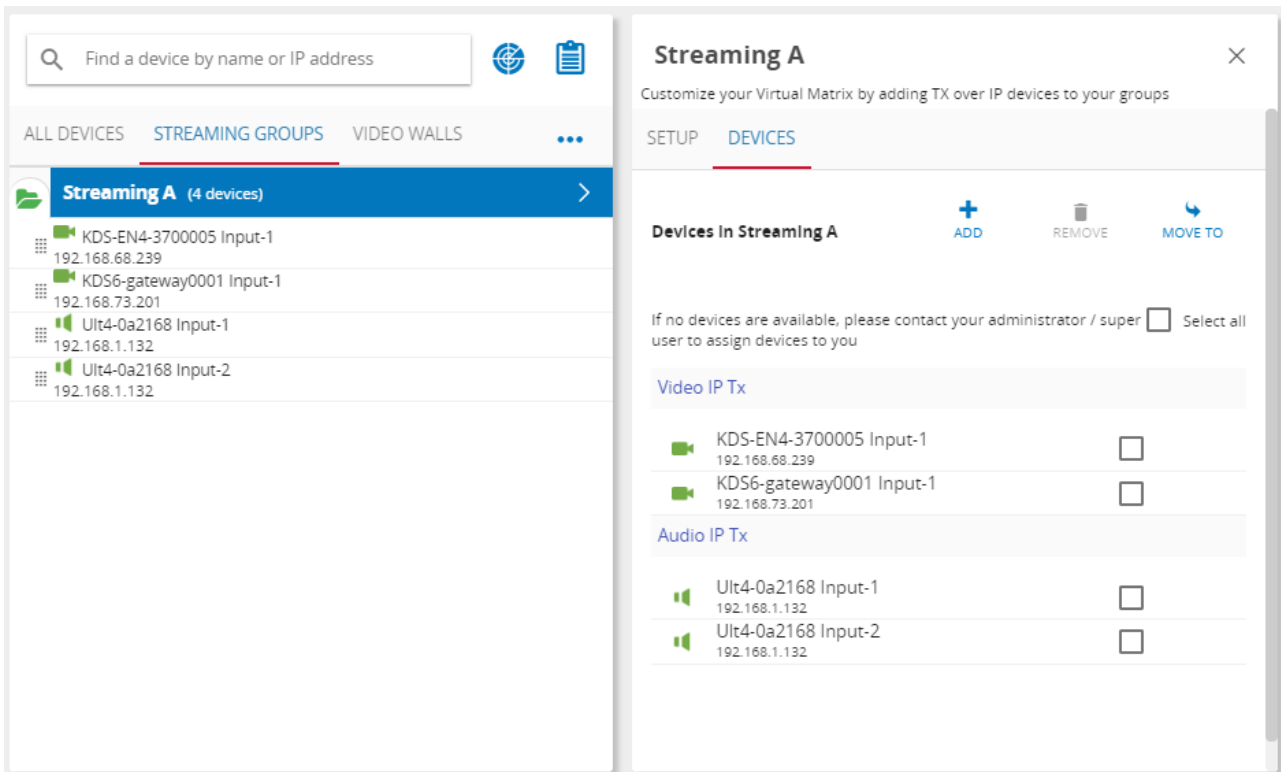 Find a device by name or IP address
ALL DEVICES STREAMING GROUPS VIDEO WALLS
Streaming A (4 devices)
KDS-EN4-3700005 Input-1
192.168.68.239
KDS6-gateway0001 Input-1
192.168.73.201
Ult4-0a2168 Input-1
192.168.1.132
Ult4-0a2168 Input-2
192.168.1.132
Streaming A
Customize your Virtual Matrix by adding TX over IP devices to your groups
SETUP DEVICES
Devices in Streaming A
ADD REMOVE MOVE TO
If no devices are available, please contact your administrator / super
user to assign devices to you
Select all
Video IP Tx
KDS-EN4-3700005 Input-1
192.168.68.239
KDS6-gateway0001 Input-1
192.168.73.201
Audio IP Tx
Ult4-0a2168 Input-1
192.168.1.132
Ult4-0a2168 Input-2
192.168.1.132